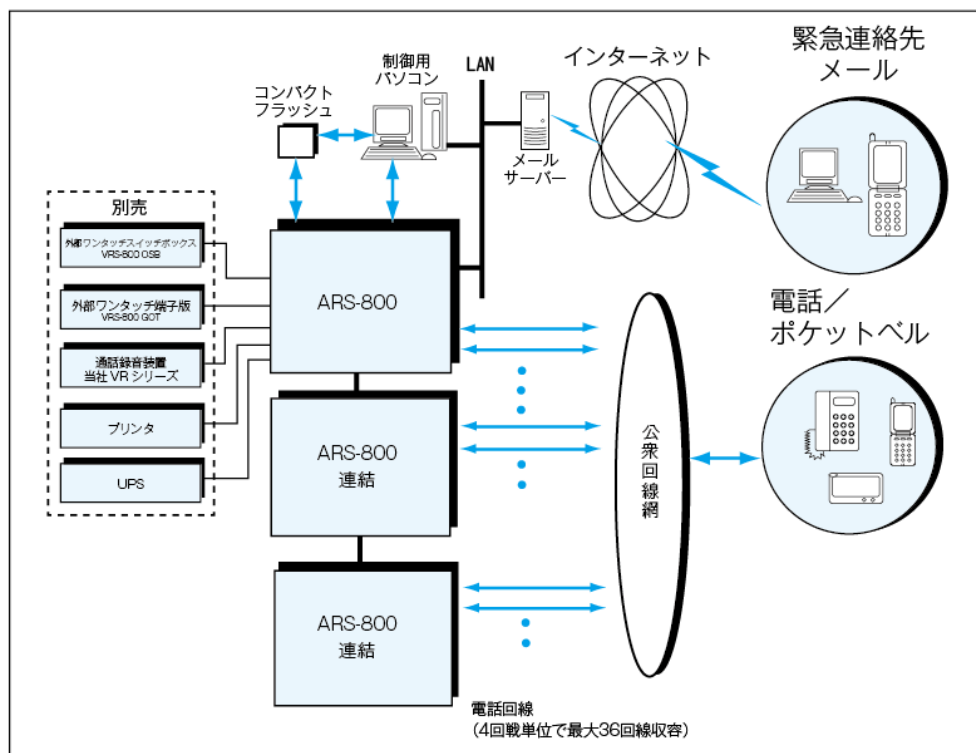 緊急連絡先
メール
インターネット
LAN
制御用
パソコン
コンパクト
フラッシュ
メール
サーバー
別売
外部ワンタッチスイッチボックス
VRS-800 OSB
外部ワンタッチ端子版
VRS-800 GOT
通話録音装置
当社VRシリーズ
プリンタ
UPS
ARS-800
電話／
ポケットベル
ARS-800
連結
公衆回線網
ARS-800
連結
電話回線
（4回戦単位で最大36回線収容）